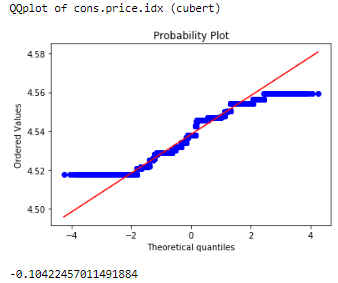 QQplot of cons.price.idx (cubert)
Probability Plot
4.58
4.56
4.54
4.52
4.50
Ordered Values
−4
−2
0
2
4
Theoretical quantiles
-0.10422457011491884